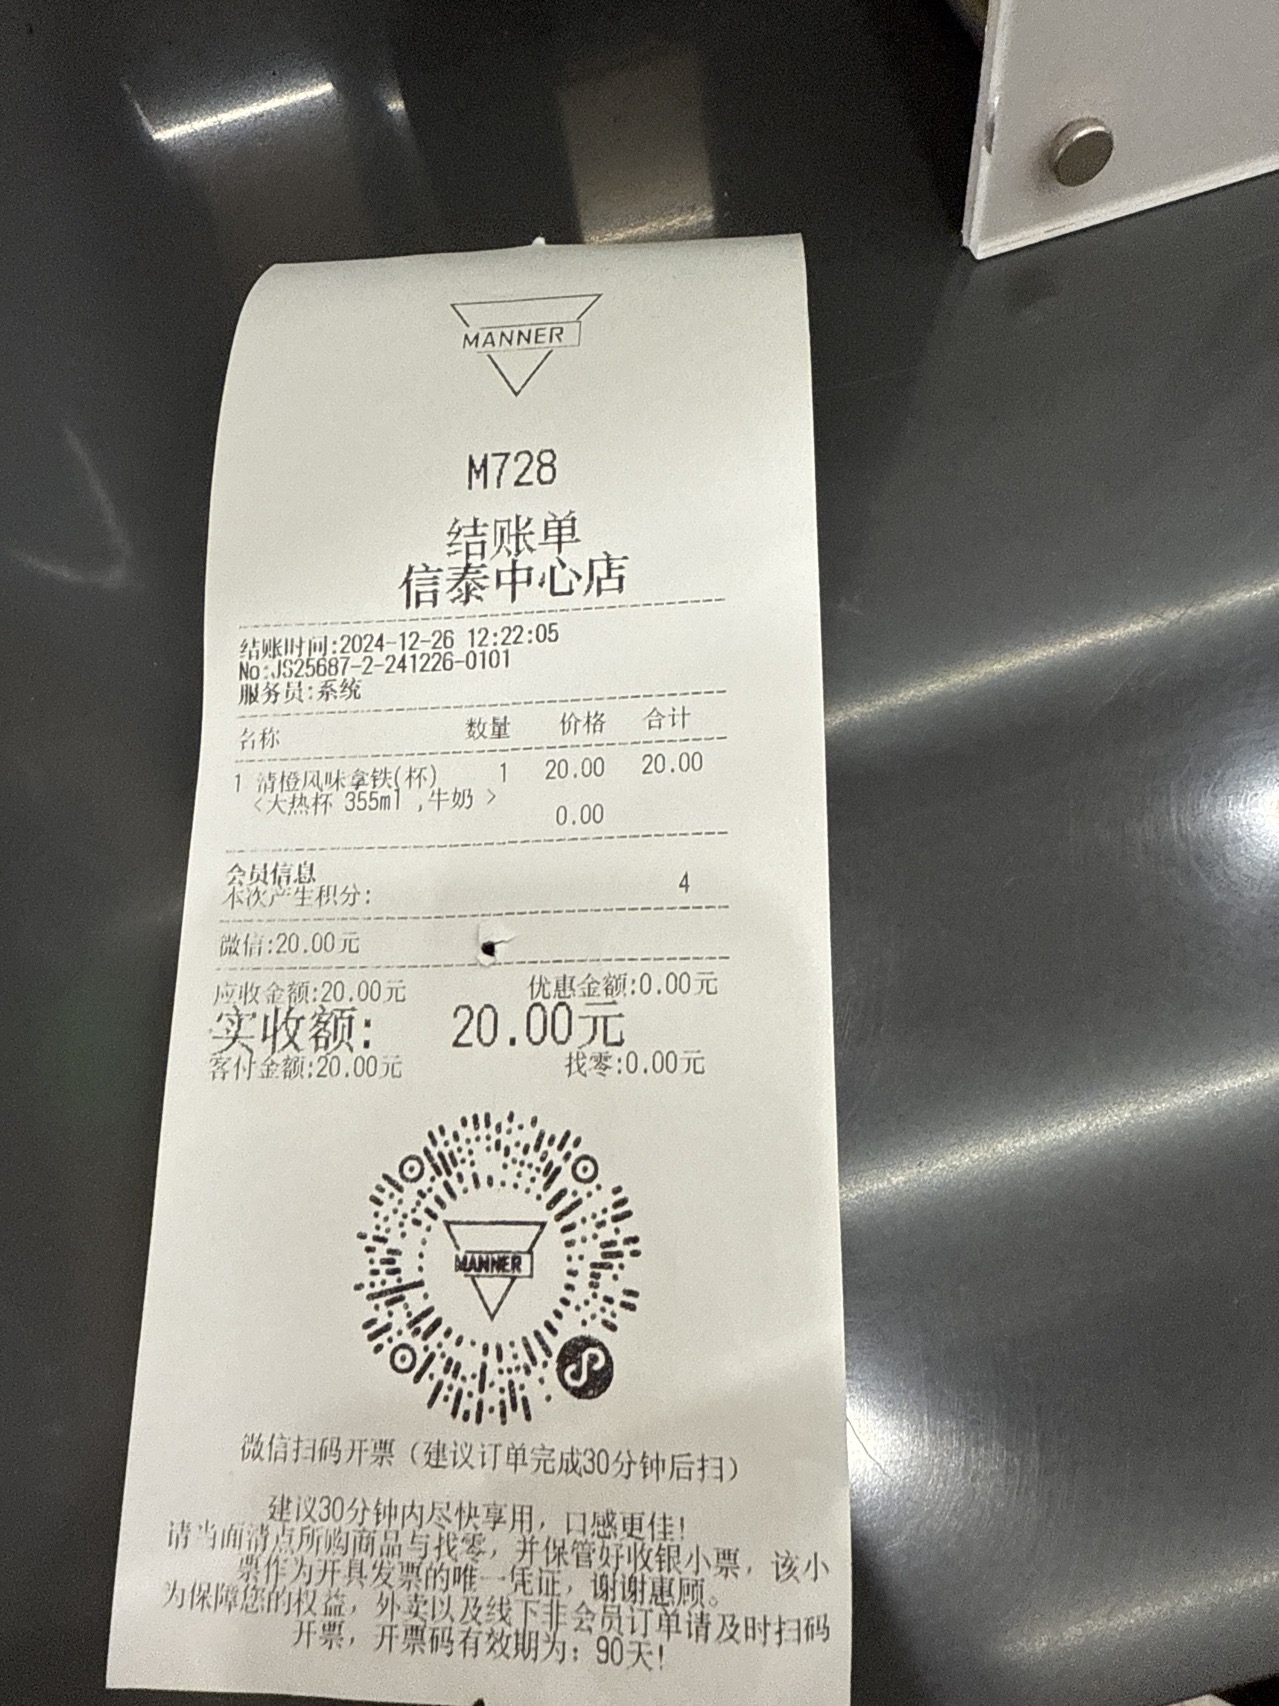 MANNER
M728
结账单
信泰中心店
结账时间:2024-12-26 12:22:05
No:JS25687-2-241226-0101
服务员:系统
名称 数量 价格 合计
1 清橙风味拿铁(杯) 1 20.00 20.00
<大热杯 355ml ,牛奶 > 0.00
会员信息
本次产生积分: 4
微信:20.00元
应收金额:20.00元 优惠金额:0.00元
实收额: 20.00元
客付金额:20.00元 找零:0.00元
MANNER
微信扫码开票（建议订单完成30分钟后扫）
建议30分钟内尽快享用，口感更佳!
请当面清点所购商品与找零，并保管好收银小票，该小
票作为开具发票的唯一凭证，谢谢惠顾。
为保障您的权益，外卖以及线下非会员订单请及时扫码
开票，开票码有效期为：90天!